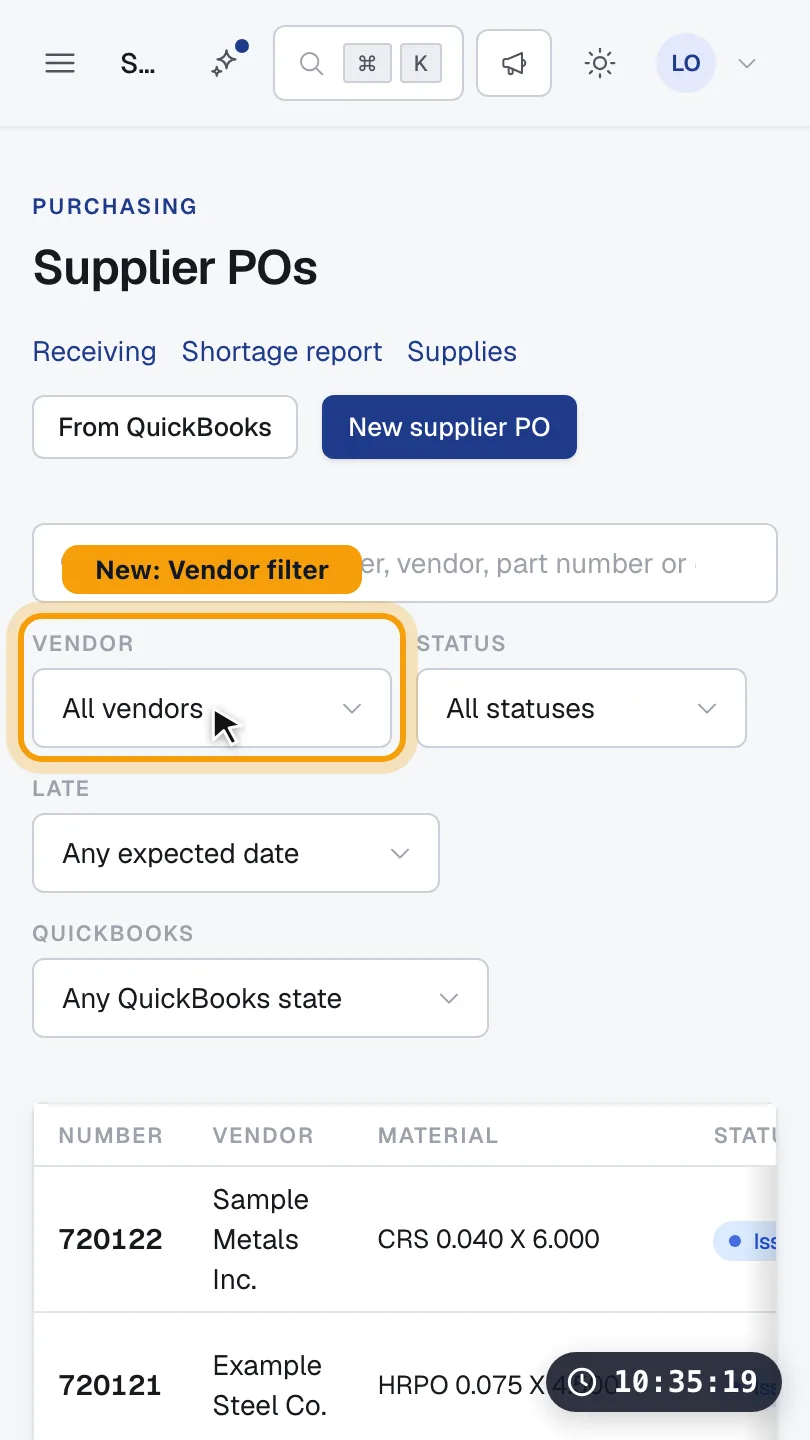 S...
⌘ K
LO
PURCHASING
Supplier POs
Receiving Shortage report Supplies
From QuickBooks New supplier PO
New: Vendor filter vendor, part number or
VENDOR STATUS
All vendors All statuses
LATE
Any expected date
QUICKBOOKS
Any QuickBooks state
NUMBER VENDOR MATERIAL STATU
720122 Sample Metals Inc. CRS 0.040 X 6.000 Iss
720121 Example Steel Co. HRPO 0.075 X
10:35:19